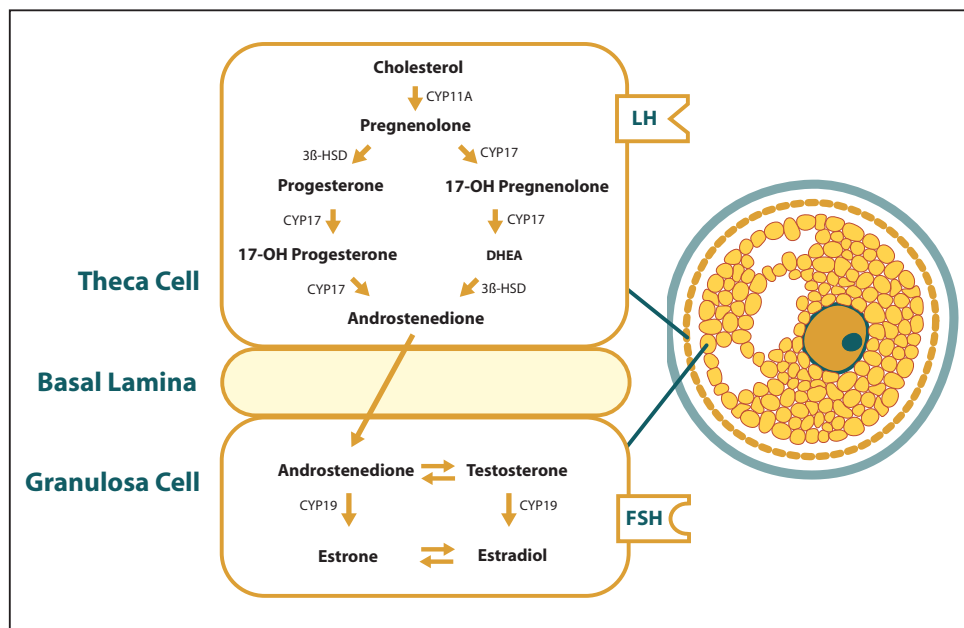 Cholesterol
CYP11A
LH
Pregnenolone
3ß-HSD
CYP17
Progesterone
17-OH Pregnenolone
CYP17
CYP17
17-OH Progesterone
DHEA
Theca Cell
CYP17
3ß-HSD
Androstenedione
Basal Lamina
Androstenedione
Testosterone
Granulosa Cell
CYP19
CYP19
FSH
Estrone
Estradiol